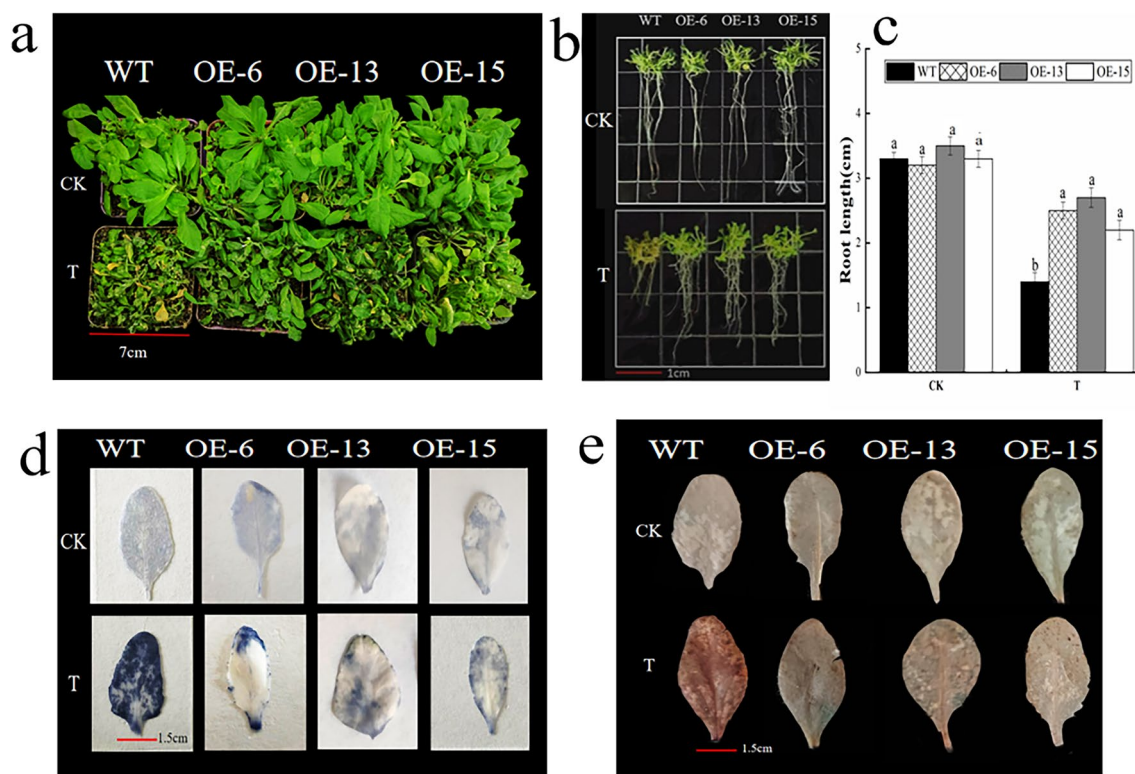 a
WT OE-6 OE-13 OE-15
CK
T
7cm
b
WT OE-6 OE-13 OE-15
CK
T
1cm
c
WT OE-6 OE-13 OE-15
Root length(cm)
5
4
3
2
1
0
a a a a
b a a a
CK T
d
WT OE-6 OE-13 OE-15
CK
T
1.5cm
e
WT OE-6 OE-13 OE-15
CK
T
1.5cm